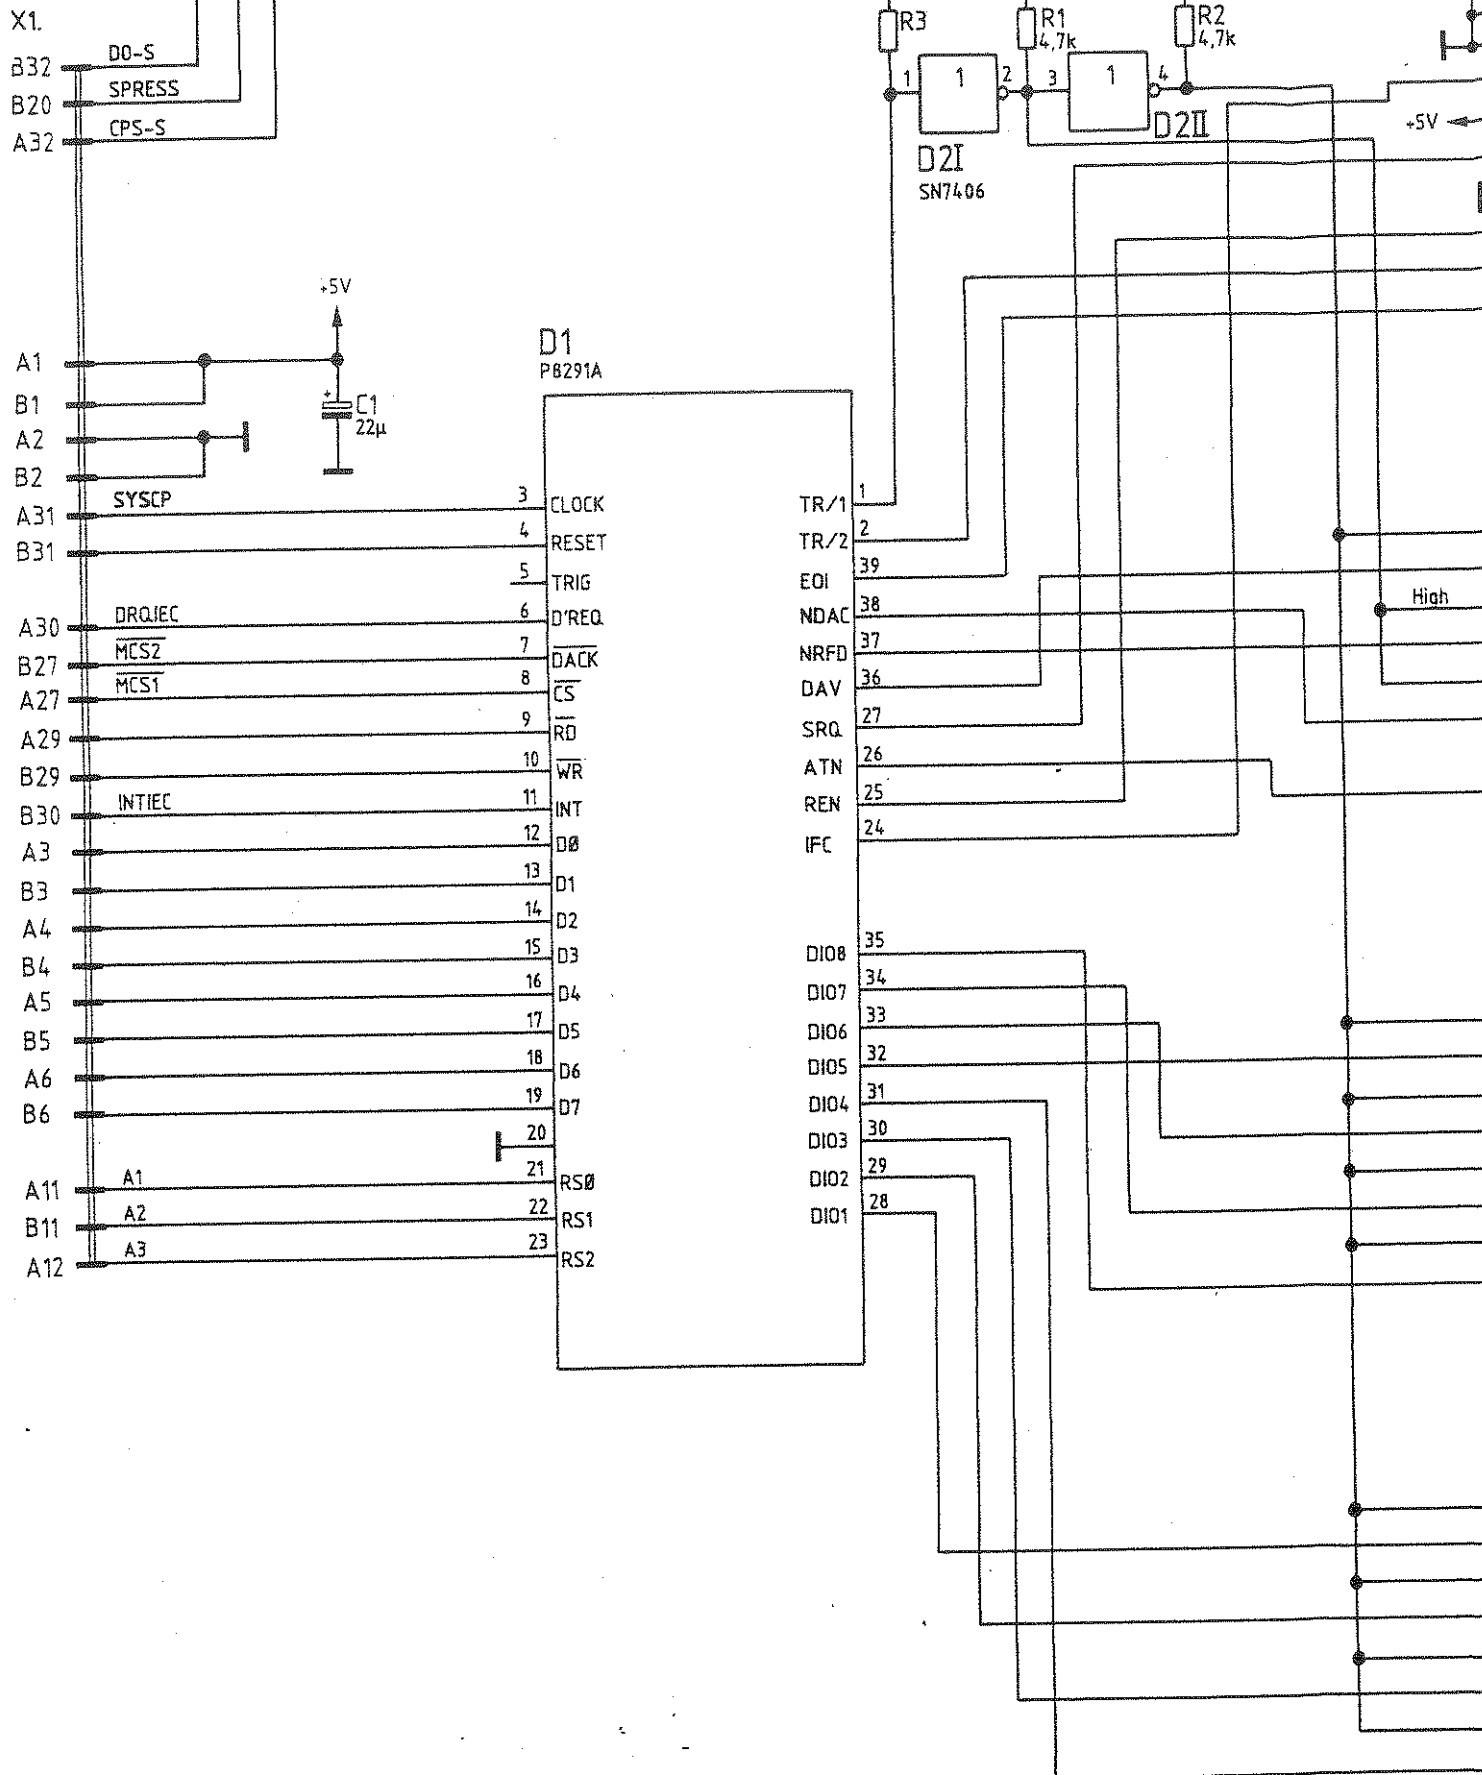 X1.
R3
R1
4,7k
R2
4,7k
B32 D0-S
B20 SPRESS
A32 CPS-S
1 1 2 3 1 4
D2I
SN7406
D2II
+5V
+5V
C1
22µ
+
A1
B1
A2
B2
D1
P8291A
A31 SYSCP 3 CLOCK
B31 4 RESET
5 TRIG
A30 DRQIEC 6 D'REQ
B27 MCS2 7 DACK
A27 MCS1 8 CS
A29 9 RD
B29 10 WR
B30 INTIEC 11 INT
A3 12 DØ
B3 13 D1
A4 14 D2
B4 15 D3
A5 16 D4
B5 17 D5
A6 18 D6
B6 19 D7
20
A11 A1 21 RSØ
B11 A2 22 RS1
A12 A3 23 RS2
TR/1 1
TR/2 2
EOI 39
NDAC 38
NRFD 37
DAV 36
SRQ 27
ATN 26
REN 25
IFC 24
High
DIO8 35
DIO7 34
DIO6 33
DIO5 32
DIO4 31
DIO3 30
DIO2 29
DIO1 28